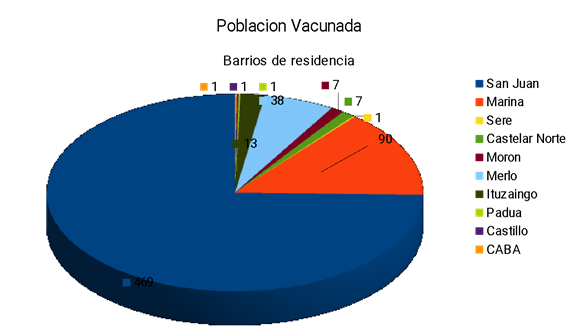 Poblacion Vacunada
Barrios de residencia
1
1
1
7
38
7
1
13
90
469
San Juan
Marina
Sere
Castelar Norte
Moron
Merlo
Ituzaingo
Padua
Castillo
CABA